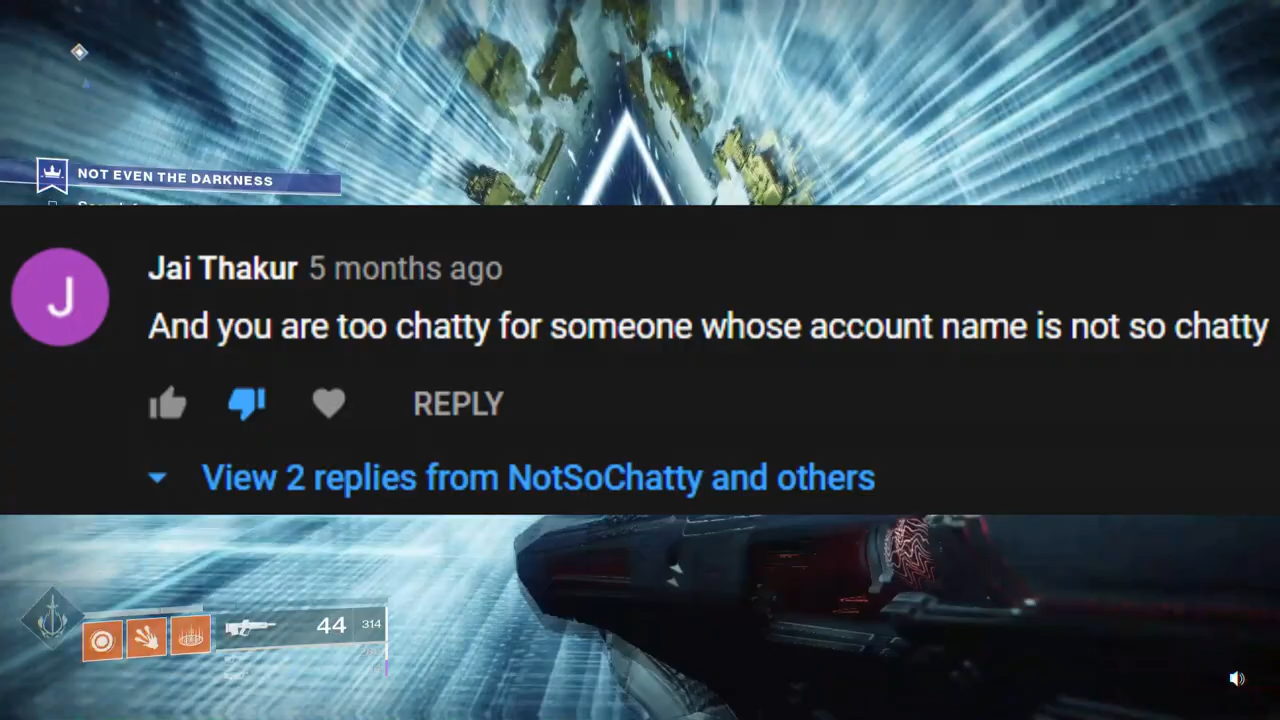 NOT EVEN THE DARKNESS
J
Jai Thakur 5 months ago
And you are too chatty for someone whose account name is not so chatty
REPLY
View 2 replies from NotSoChatty and others
44 314